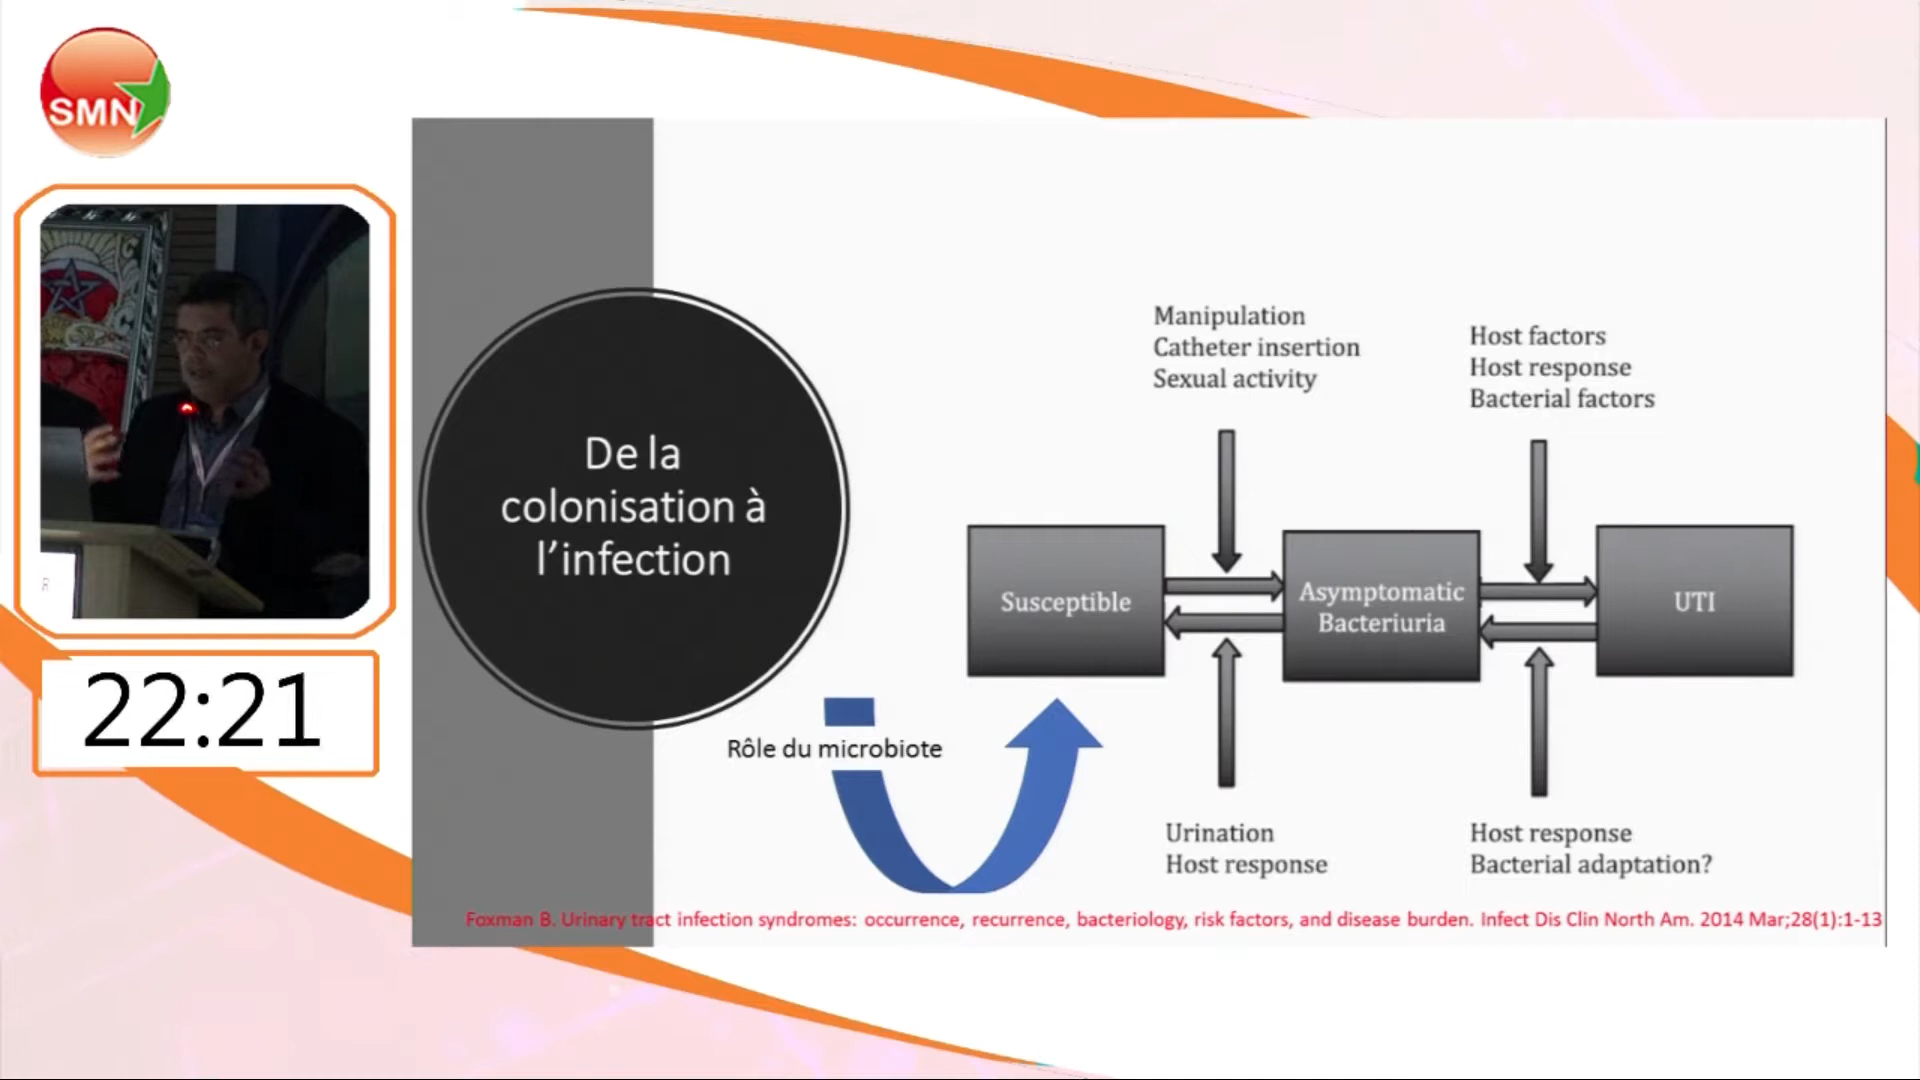 SMN
22:21
De la
colonisation à
l’infection
Manipulation
Catheter insertion
Sexual activity
Host factors
Host response
Bacterial factors
Susceptible
Asymptomatic
Bacteriuria
UTI
Rôle du microbiote
Urination
Host response
Host response
Bacterial adaptation?
Foxman B. Urinary tract infection syndromes: occurrence, recurrence, bacteriology, risk factors, and disease burden. Infect Dis Clin North Am. 2014 Mar;28(1):1-13